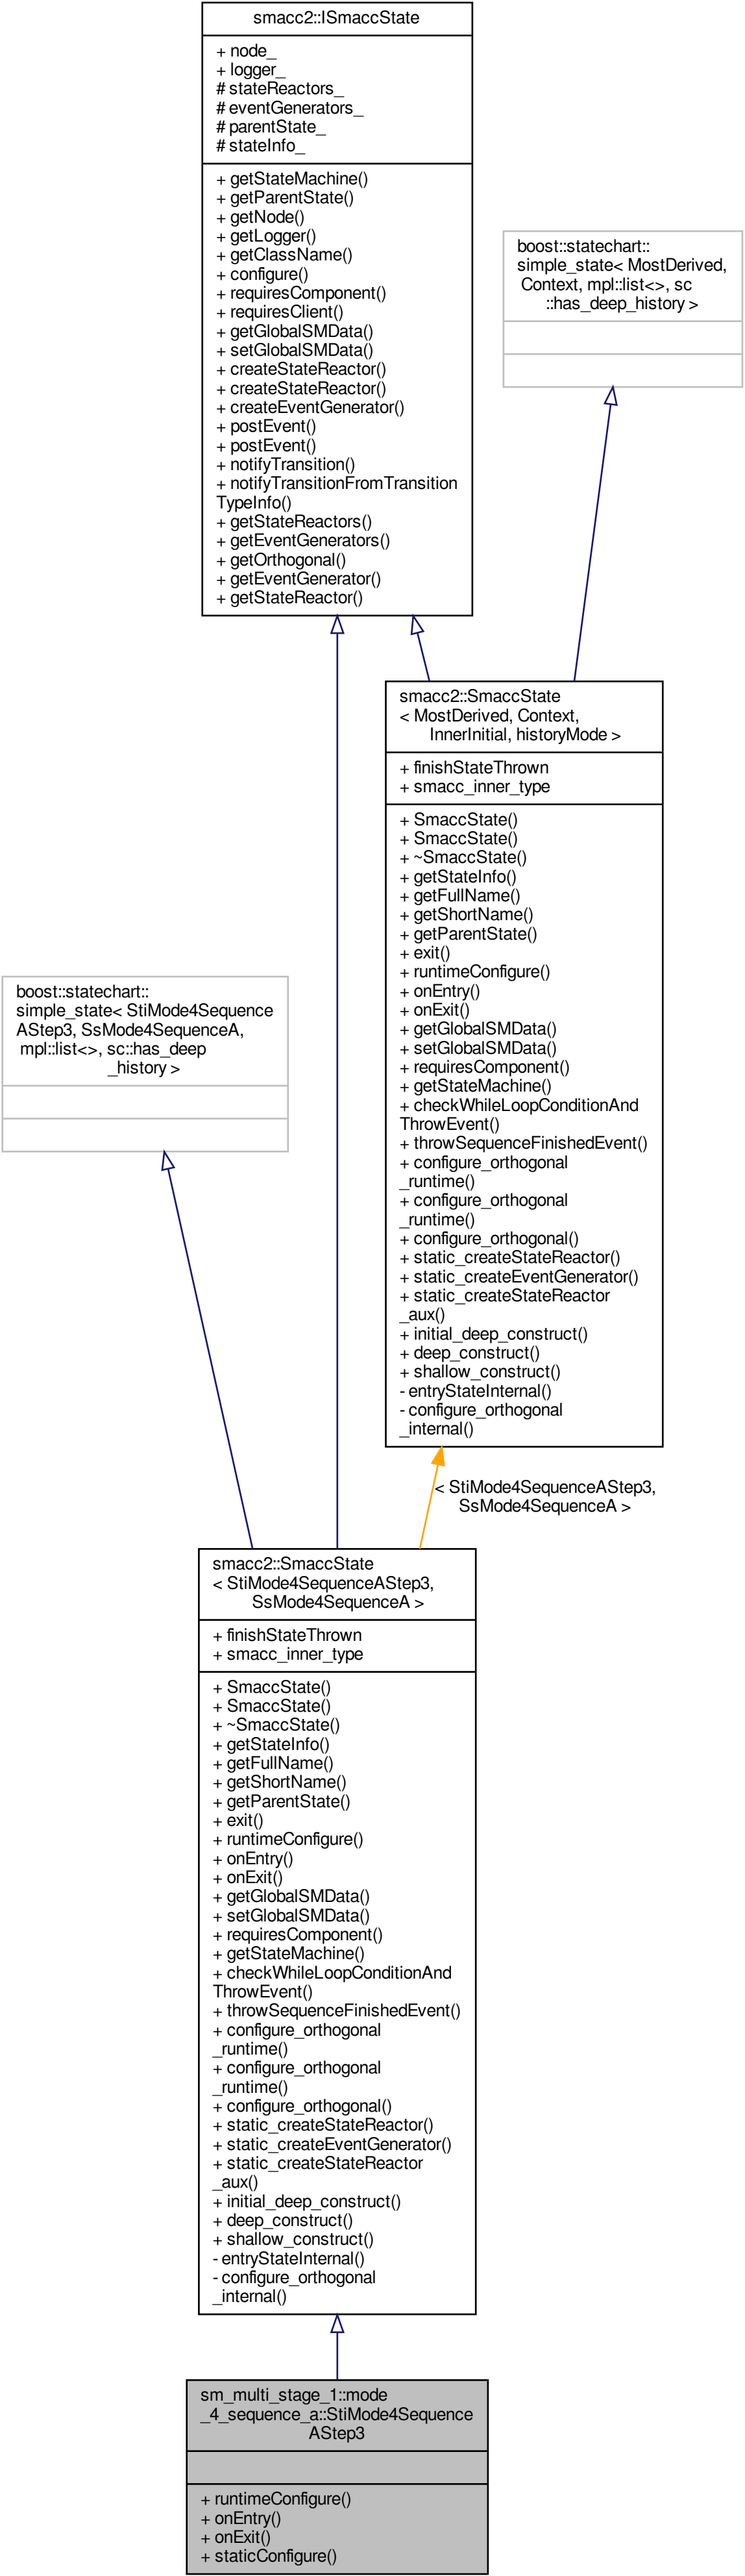 smacc2::ISmaccState
+ node_
+ logger_
# stateReactors_
# eventGenerators_
# parentState_
# stateInfo_
+ getStateMachine()
+ getParentState()
+ getNode()
+ getLogger()
+ getClassName()
+ configure()
+ requiresComponent()
+ requiresClient()
+ getGlobalSMData()
+ setGlobalSMData()
+ createStateReactor()
+ createStateReactor()
+ createEventGenerator()
+ postEvent()
+ postEvent()
+ notifyTransition()
+ notifyTransitionFromTransition
TypeInfo()
+ getStateReactors()
+ getEventGenerators()
+ getOrthogonal()
+ getEventGenerator()
+ getStateReactor()
boost::statechart::
simple_state< MostDerived,
Context, mpl::list<>, sc
::has_deep_history >
smacc2::SmaccState
< MostDerived, Context,
InnerInitial, historyMode >
+ finishStateThrown
+ smacc_inner_type
+ SmaccState()
+ SmaccState()
+ ~SmaccState()
+ getStateInfo()
+ getFullName()
+ getShortName()
+ getParentState()
+ exit()
+ runtimeConfigure()
+ onEntry()
+ onExit()
+ getGlobalSMData()
+ setGlobalSMData()
+ requiresComponent()
+ getStateMachine()
+ checkWhileLoopConditionAnd
ThrowEvent()
+ throwSequenceFinishedEvent()
+ configure_orthogonal
_runtime()
+ configure_orthogonal
_runtime()
+ configure_orthogonal()
+ static_createStateReactor()
+ static_createEventGenerator()
+ static_createStateReactor
_aux()
+ initial_deep_construct()
+ deep_construct()
+ shallow_construct()
- entryStateInternal()
- configure_orthogonal
_internal()
boost::statechart::
simple_state< StiMode4Sequence
AStep3, SsMode4SequenceA,
mpl::list<>, sc::has_deep
_history >
< StiMode4SequenceAStep3,
SsMode4SequenceA >
smacc2::SmaccState
< StiMode4SequenceAStep3,
SsMode4SequenceA >
+ finishStateThrown
+ smacc_inner_type
+ SmaccState()
+ SmaccState()
+ ~SmaccState()
+ getStateInfo()
+ getFullName()
+ getShortName()
+ getParentState()
+ exit()
+ runtimeConfigure()
+ onEntry()
+ onExit()
+ getGlobalSMData()
+ setGlobalSMData()
+ requiresComponent()
+ getStateMachine()
+ checkWhileLoopConditionAnd
ThrowEvent()
+ throwSequenceFinishedEvent()
+ configure_orthogonal
_runtime()
+ configure_orthogonal
_runtime()
+ configure_orthogonal()
+ static_createStateReactor()
+ static_createEventGenerator()
+ static_createStateReactor
_aux()
+ initial_deep_construct()
+ deep_construct()
+ shallow_construct()
- entryStateInternal()
- configure_orthogonal
_internal()
sm_multi_stage_1::mode
_4_sequence_a::StiMode4Sequence
AStep3
+ runtimeConfigure()
+ onEntry()
+ onExit()
+ staticConfigure()